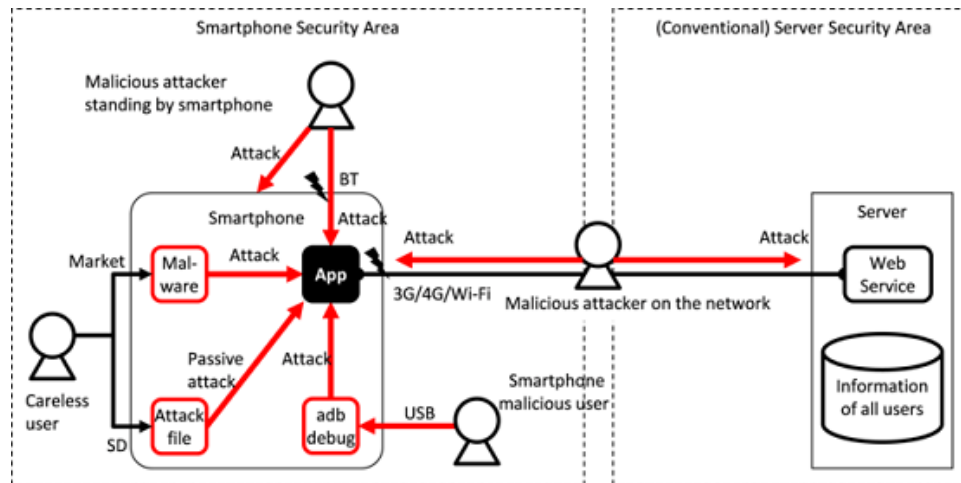 Smartphone Security Area
(Conventional) Server Security Area
Malicious attacker
standing by smartphone
Attack
BT
Smartphone
Attack
Market
Mal-
ware
Attack
App
Attack
3G/4G/Wi-Fi
Malicious attacker on the network
Attack
Server
Web
Service
Careless
user
Passive
attack
Attack
SD
Attack
file
adb
debug
USB
Smartphone
malicious user
Information
of all users